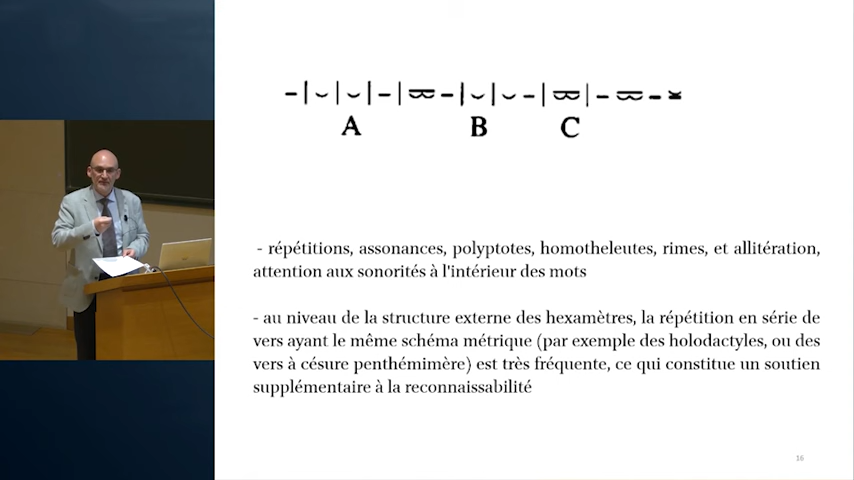 –|⏑|⏑|–|⏔–|⏑|⏑–|⏔|–⏔–×
A B C
- répétitions, assonances, polyptotes, homotheleutes, rimes, et allitération,
attention aux sonorités à l'intérieur des mots
- au niveau de la structure externe des hexamètres, la répétition en série de
vers ayant le même schéma métrique (par exemple des holodactyles, ou des
vers à césure penthémimère) est très fréquente, ce qui constitue un soutien
supplémentaire à la reconnaissabilité
16